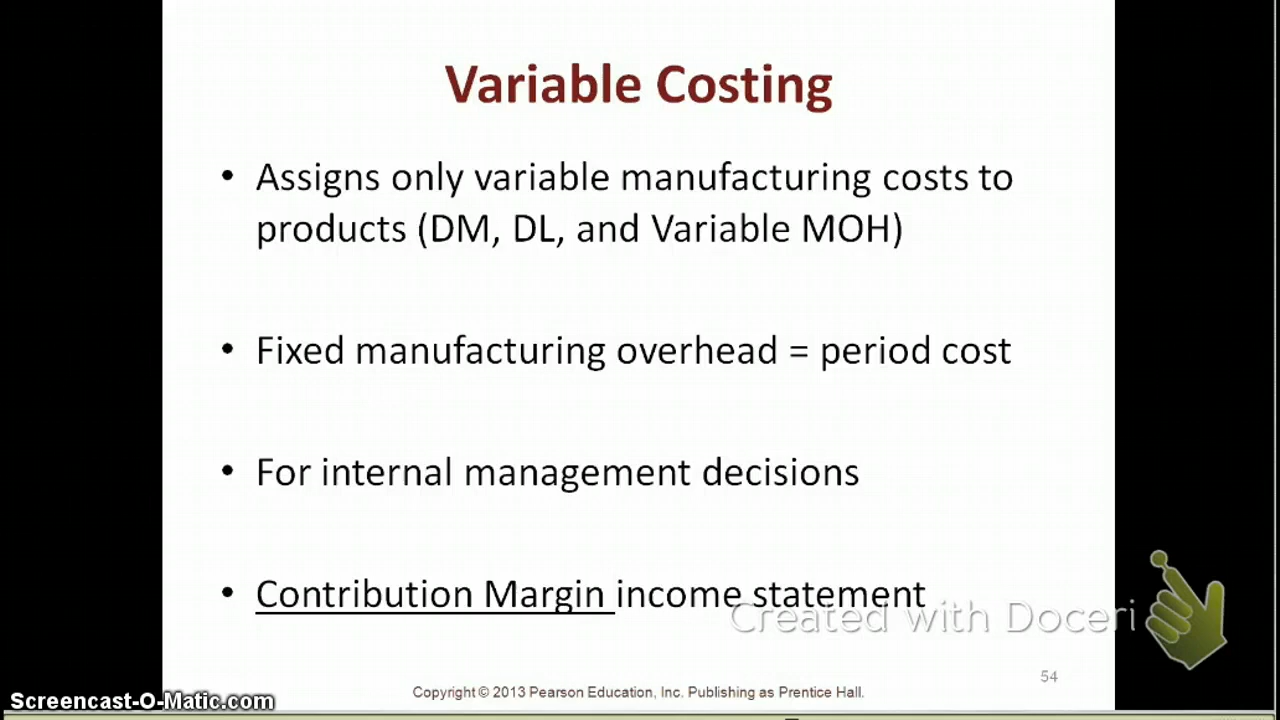 Variable Costing
• Assigns only variable manufacturing costs to
products (DM, DL, and Variable MOH)
• Fixed manufacturing overhead = period cost
• For internal management decisions
• Contribution Margin income statement
Created with Doceri
54
Copyright © 2013 Pearson Education, Inc. Publishing as Prentice Hall.
Screencast-O-Matic.com